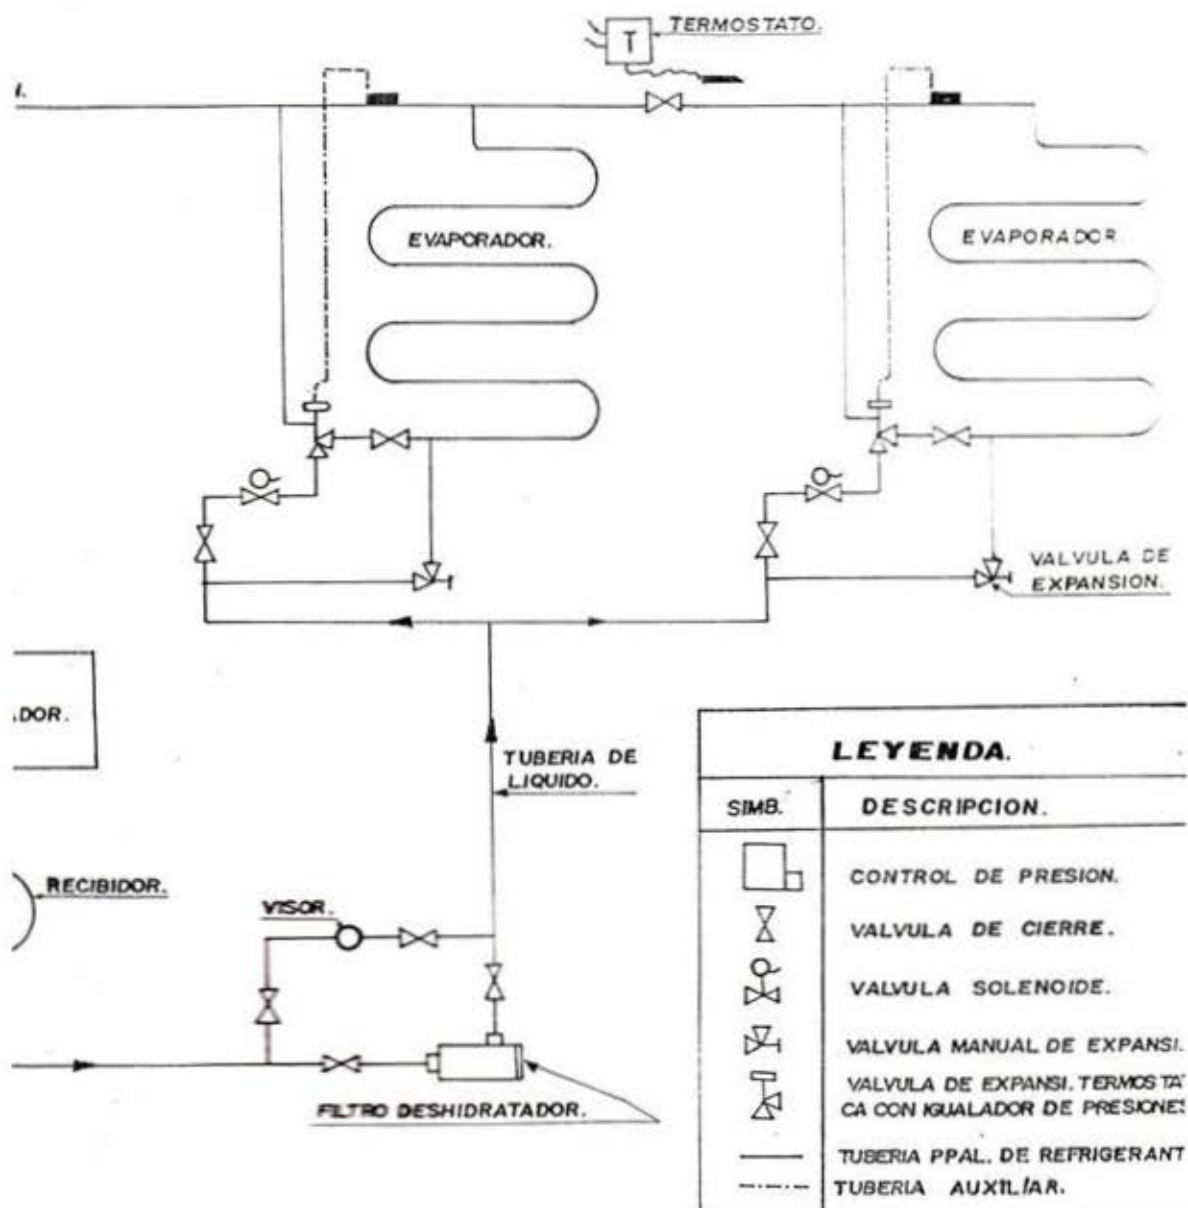 TERMOSTATO.
T
EVAPORADOR.
EVAPORADOR
VALVULA DE
EXPANSION.
ADOR.
TUBERIA DE
LIQUIDO.
RECIBIDOR.
VISOR.
FILTRO DESHIDRATADOR.
LEYENDA.
SIMB.
DESCRIPCION.
CONTROL DE PRESION.
VALVULA DE CIERRE.
VALVULA SOLENOIDE.
VALVULA MANUAL DE EXPANSI.
VALVULA DE EXPANSI. TERMOSTA
CA CON IGUALADOR DE PRESIONES
TUBERIA PPAL. DE REFRIGERANT
TUBERIA AUXILIAR.